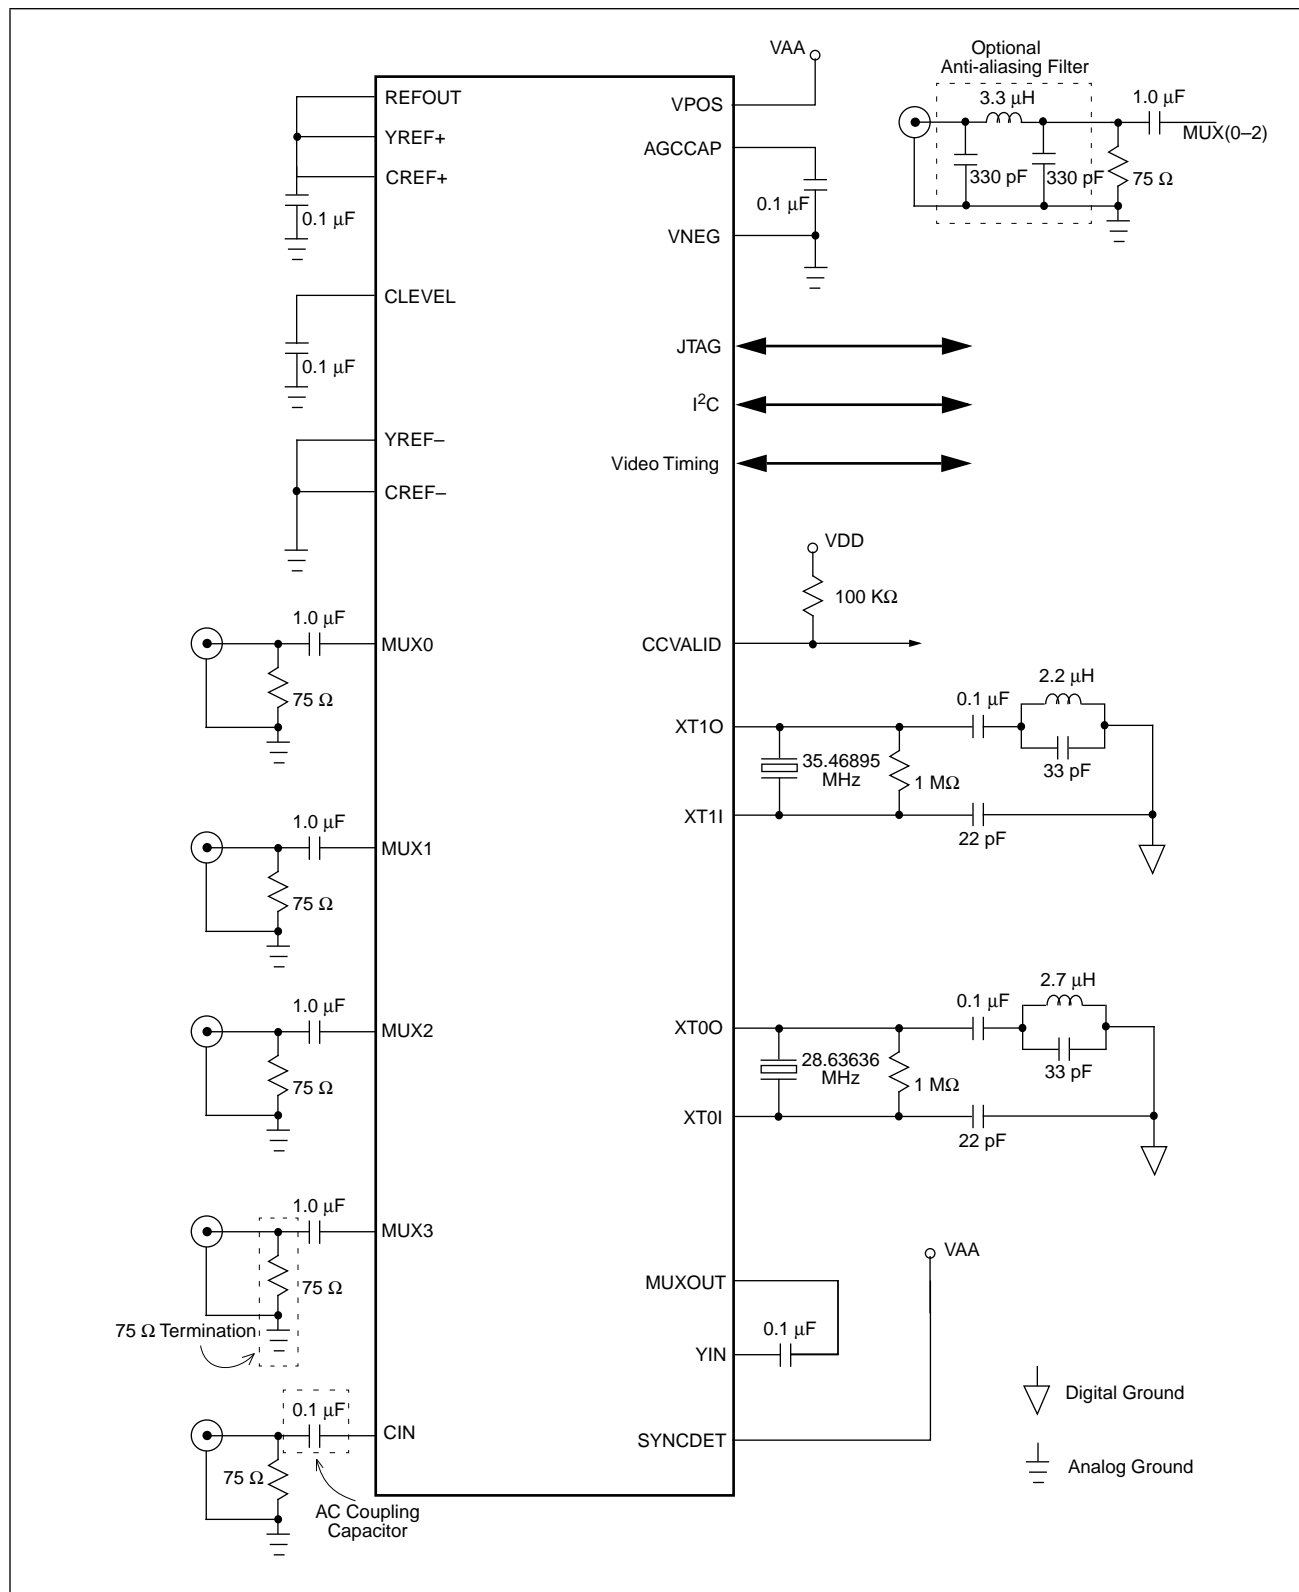 VAA
Optional
Anti-aliasing Filter
3.3 µH
1.0 µF
MUX(0–2)
330 pF
330 pF
75 Ω
REFOUT
YREF+
CREF+
0.1 µF
VPOS
AGCCAP
0.1 µF
VNEG
CLEVEL
0.1 µF
JTAG
I²C
Video Timing
YREF–
CREF–
VDD
100 KΩ
CCVALID
1.0 µF
MUX0
75 Ω
XT1O
0.1 µF
2.2 µH
33 pF
35.46895
MHz
1 MΩ
XT1I
22 pF
1.0 µF
MUX1
75 Ω
1.0 µF
MUX2
75 Ω
XT0O
0.1 µF
2.7 µH
33 pF
28.63636
MHz
1 MΩ
XT0I
22 pF
1.0 µF
MUX3
75 Ω
75 Ω Termination
VAA
MUXOUT
0.1 µF
YIN
SYNCDET
0.1 µF
CIN
75 Ω
AC Coupling
Capacitor
Digital Ground
Analog Ground